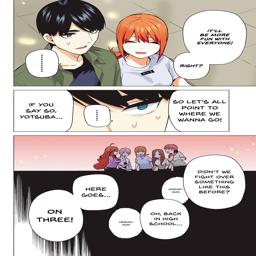 IT'LL
BE MORE
FUN WITH
EVERYONE!
RIGHT?
IF YOU
SAY SO,
YOTSUBA...
SO LET'S ALL
POINT TO
WHERE WE
WANNA GO!
DIDN'T WE
FIGHT OVER
SOMETHING
LIKE THIS
BEFORE?
HERE
GOES...
OH, BACK
IN HIGH
SCHOOL...
ON
THREE!